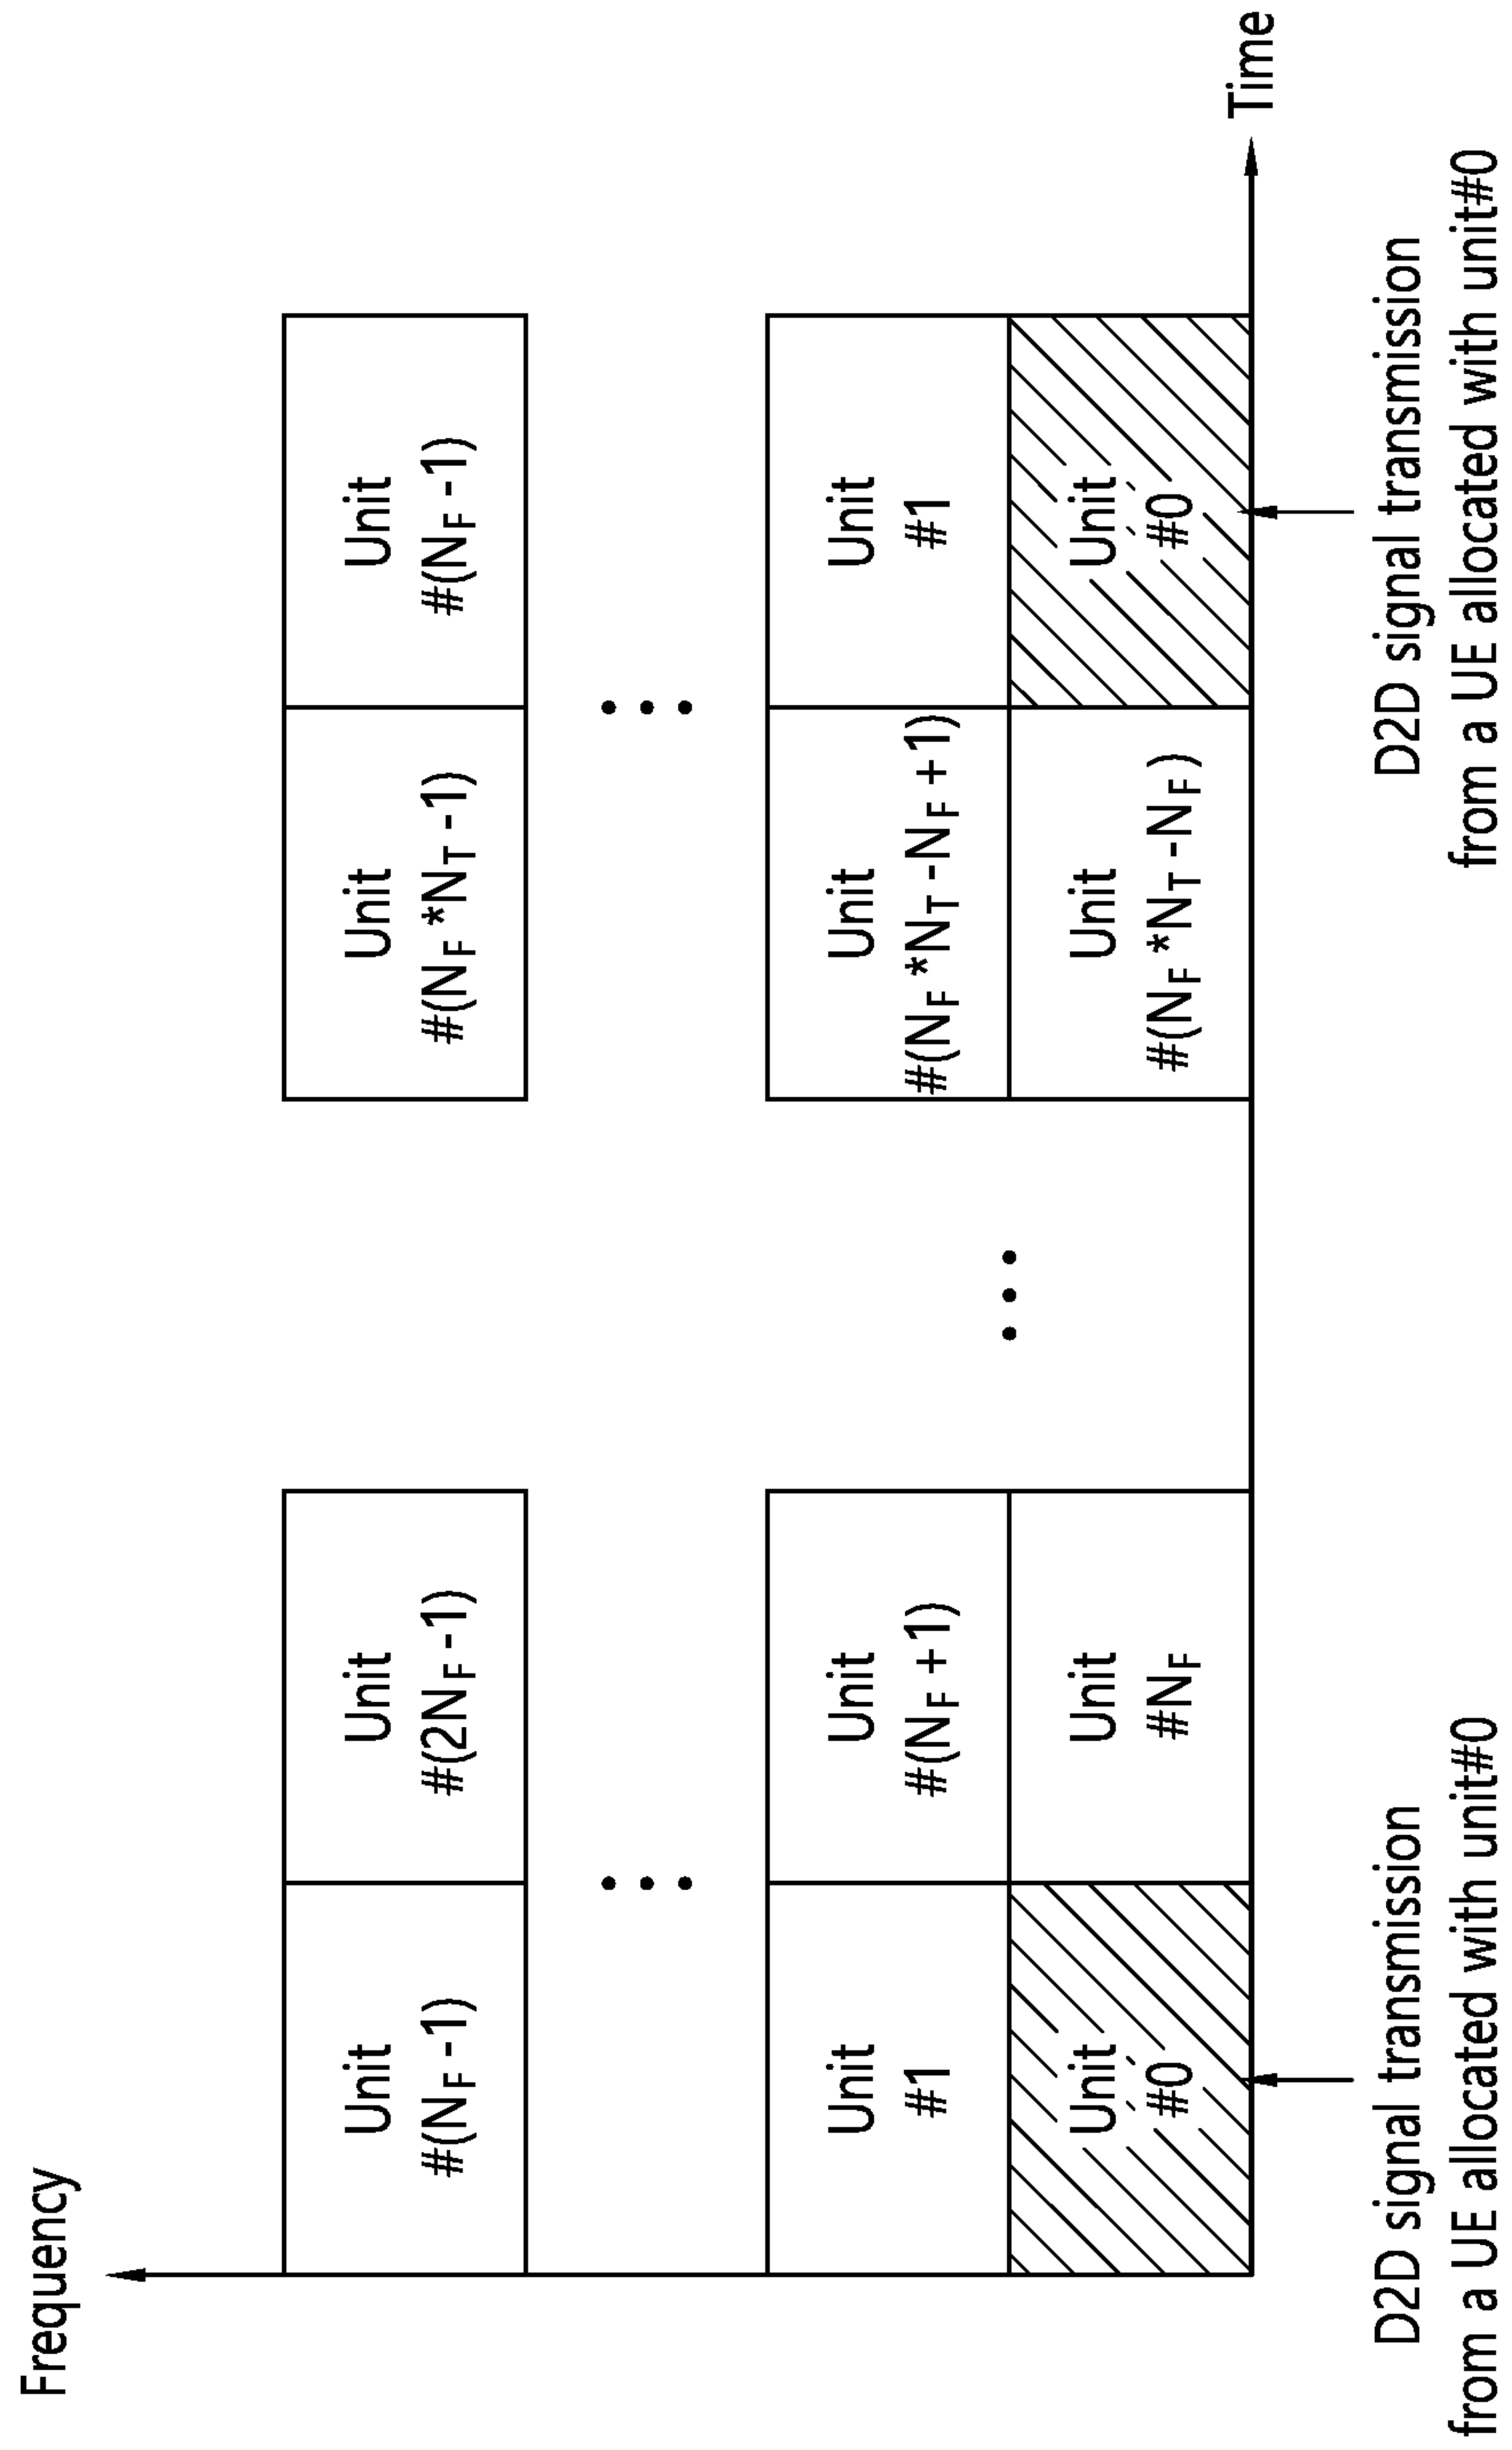 Frequency
Unit
#(N_F-1)
Unit
#(2N_F-1)
Unit
#(N_F*N_T-1)
Unit
#(N_F-1)
Unit
#1
Unit
#(N_F+1)
Unit
#(N_F*N_T-N_F+1)
Unit
#1
Unit
#0
Unit
#N_F
Unit
#(N_F*N_T-N_F)
Unit
#0
Time
D2D signal transmission
from a UE allocated with unit#0
D2D signal transmission
from a UE allocated with unit#0